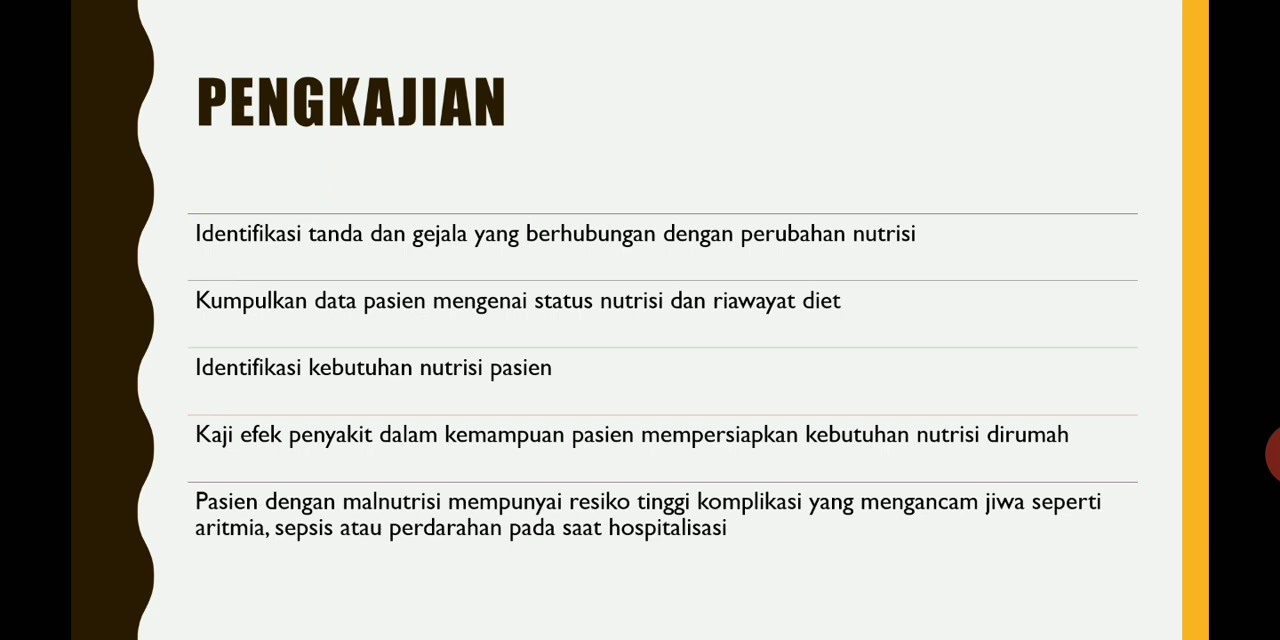 PENGKAJIAN
Identifikasi tanda dan gejala yang berhubungan dengan perubahan nutrisi
Kumpulkan data pasien mengenai status nutrisi dan riawayat diet
Identifikasi kebutuhan nutrisi pasien
Kaji efek penyakit dalam kemampuan pasien mempersiapkan kebutuhan nutrisi dirumah
Pasien dengan malnutrisi mempunyai resiko tinggi komplikasi yang mengancam jiwa seperti
aritmia, sepsis atau perdarahan pada saat hospitalisasi